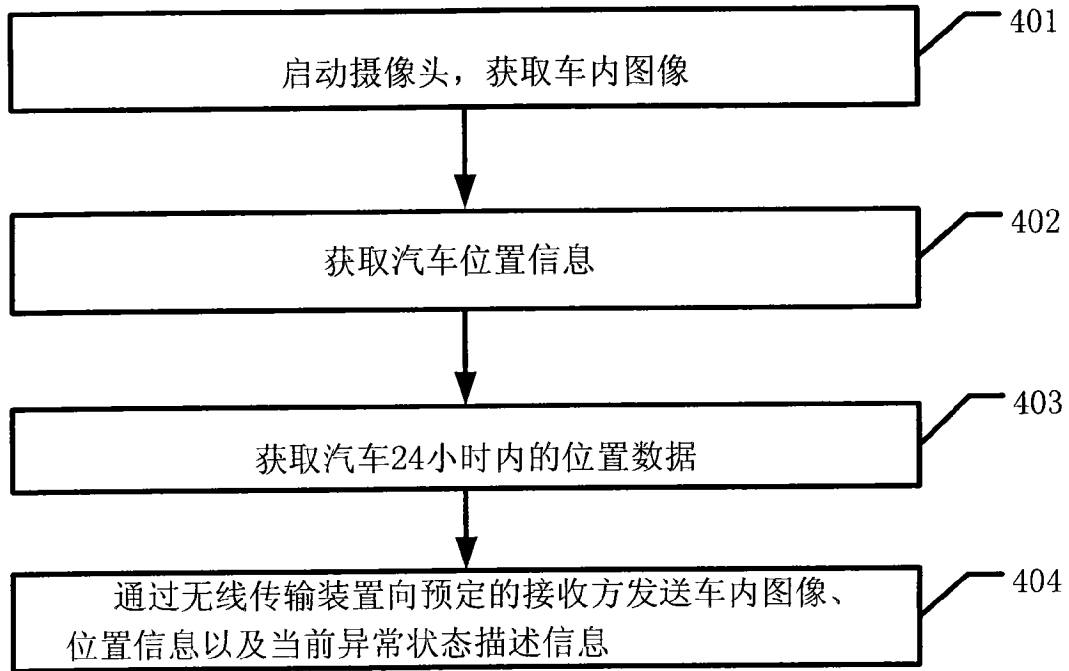 401
启动摄像头，获取车内图像
402
获取汽车位置信息
403
获取汽车24小时内的位置数据
404
通过无线传输装置向预定的接收方发送车内图像、
位置信息以及当前异常状态描述信息